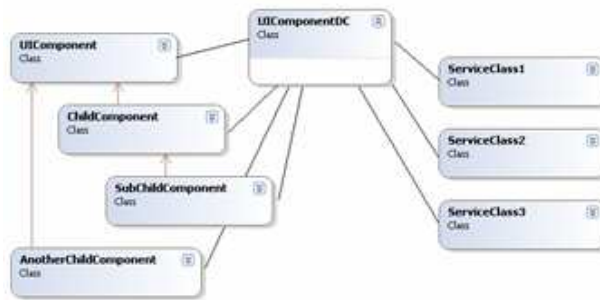 UIComponent
Class
UIComponentDC
Class
ServiceClass1
Class
ChildComponent
Class
ServiceClass2
Class
SubChildComponent
Class
ServiceClass3
Class
AnotherChildComponent
Class